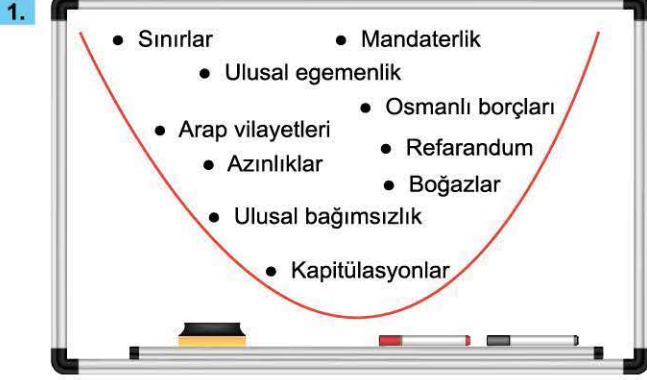 1.
• Sınırlar
• Mandaterlik
• Ulusal egemenlik
• Osmanlı borçları
• Arap vilayetleri
• Refarandum
• Azınlıklar
• Boğazlar
• Ulusal bağımsızlık
• Kapitülasyonlar